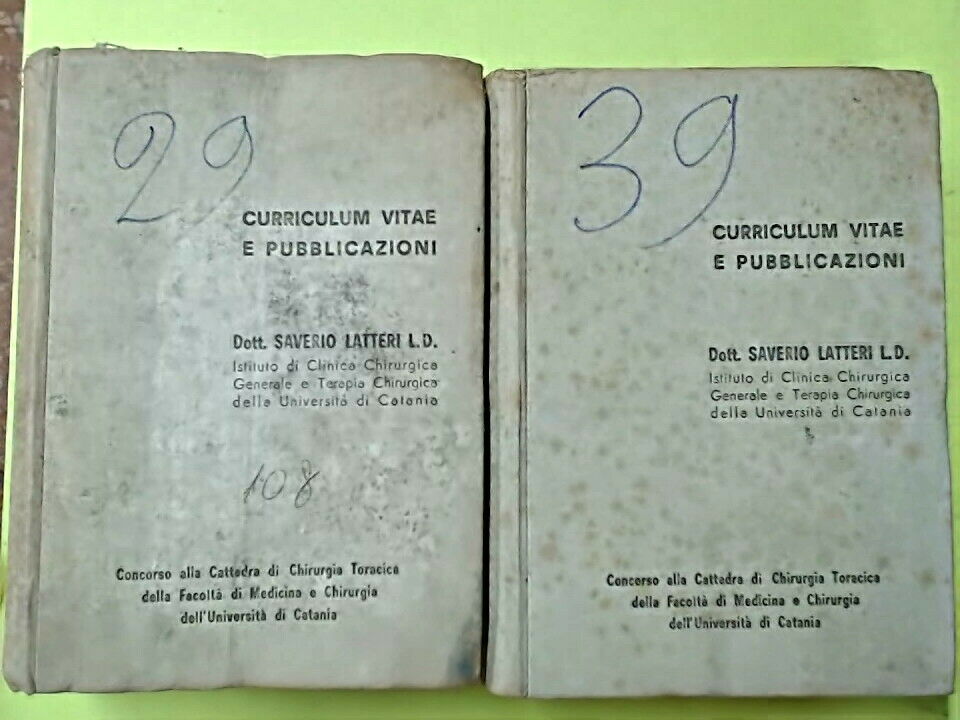 29
CURRICULUM VITAE
E PUBBLICAZIONI
Dott. SAVERIO LATTERI L.D.
Istituto di Clinica Chirurgica
Generale e Terapia Chirurgica
della Università di Catania
108
Concorso alla Cattedra di Chirurgia Toracica
della Facoltà di Medicina e Chirurgia
dell'Università di Catania
39
CURRICULUM VITAE
E PUBBLICAZIONI
Dott. SAVERIO LATTERI L.D.
Istituto di Clinica Chirurgica
Generale e Terapia Chirurgica
della Università di Catania
Concorso alla Cattedra di Chirurgia Toracica
della Facoltà di Medicina e Chirurgia
dell'Università di Catania